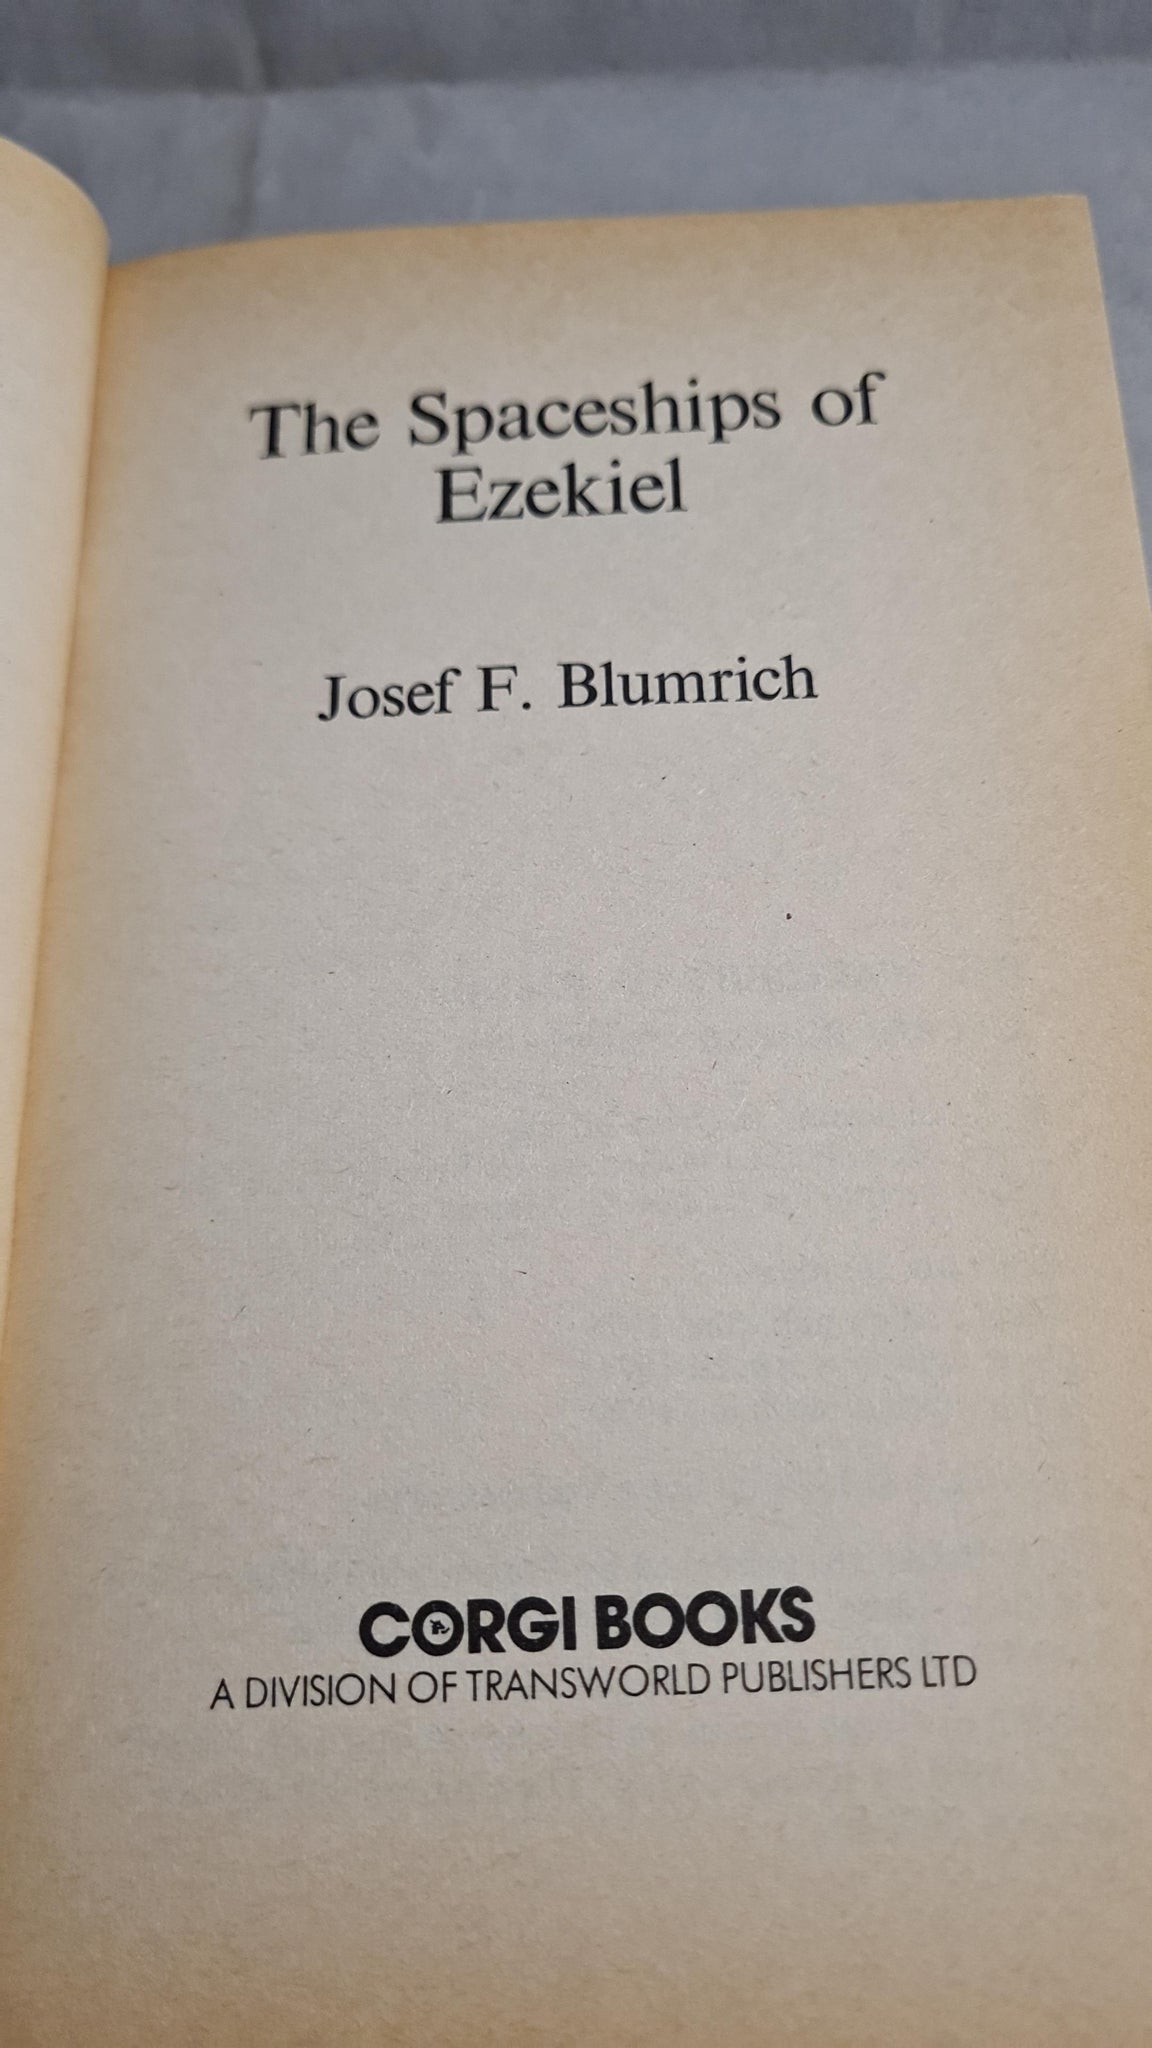 The Spaceships of
Ezekiel
Josef F. Blumrich
CORGI BOOKS
A DIVISION OF TRANSWORLD PUBLISHERS LTD